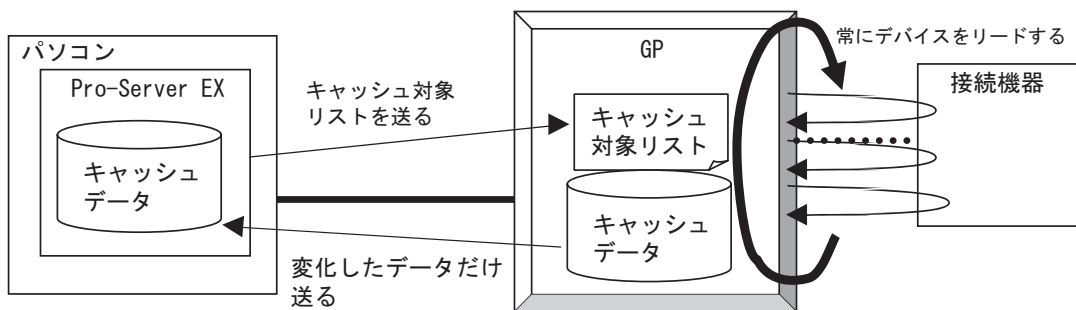 パソコン
Pro-Server EX
キャッシュ
データ
キャッシュ対象
リストを送る
変化したデータだけ
送る
GP
キャッシュ
対象リスト
キャッシュ
データ
常にデバイスをリードする
接続機器